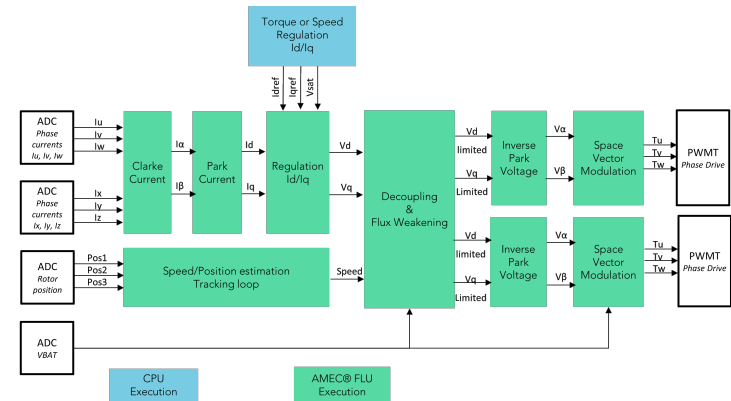 Torque or Speed
Regulation
Id/Iq
Idref
Iqref
Vsat
ADC
Phase
currents
Iu, Iv, Iw
Iu
Iv
Iw
ADC
Phase
currents
Ix, Iy, Iz
Ix
Iy
Iz
Clarke
Current
Iα
Iβ
Park
Current
Id
Iq
Regulation
Id/Iq
Vd
Vq
Decoupling
&
Flux Weakening
Vd
limited
Vq
Limited
Inverse
Park
Voltage
Vα
Vβ
Space
Vector
Modulation
Tu
Tv
Tw
PWMT
Phase Drive
Vd
limited
Vq
Limited
Inverse
Park
Voltage
Vα
Vβ
Space
Vector
Modulation
Tu
Tv
Tw
PWMT
Phase Drive
ADC
Rotor
position
Pos1
Pos2
Pos3
Speed/Position estimation
Tracking loop
Speed
ADC
VBAT
CPU
Execution
AMEC® FLU
Execution